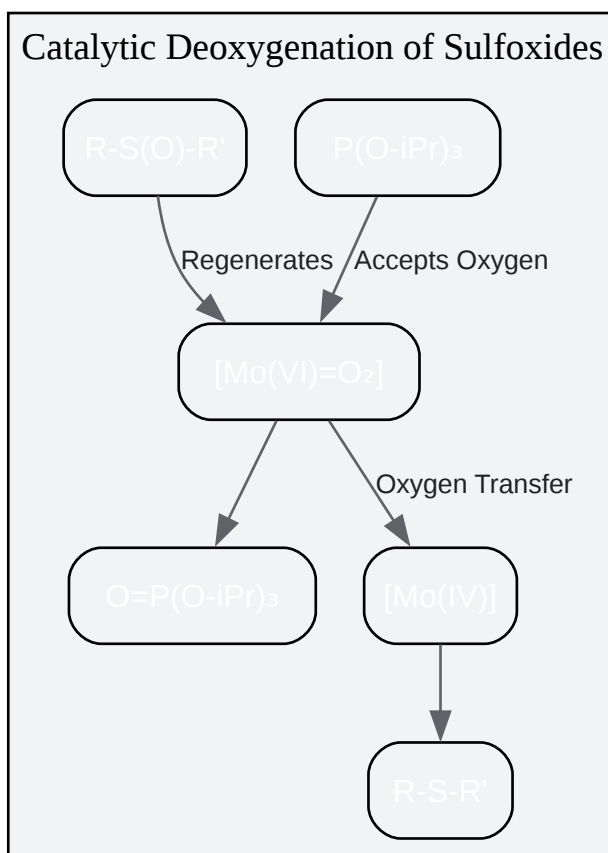 Catalytic Deoxygenation of Sulfoxides
R-S(O)-R'
P(O-iPr)₃
Regenerates
Accepts Oxygen
[Mo(VI)=O₂]
Oxygen Transfer
O=P(O-iPr)₃
[Mo(IV)]
R-S-R'